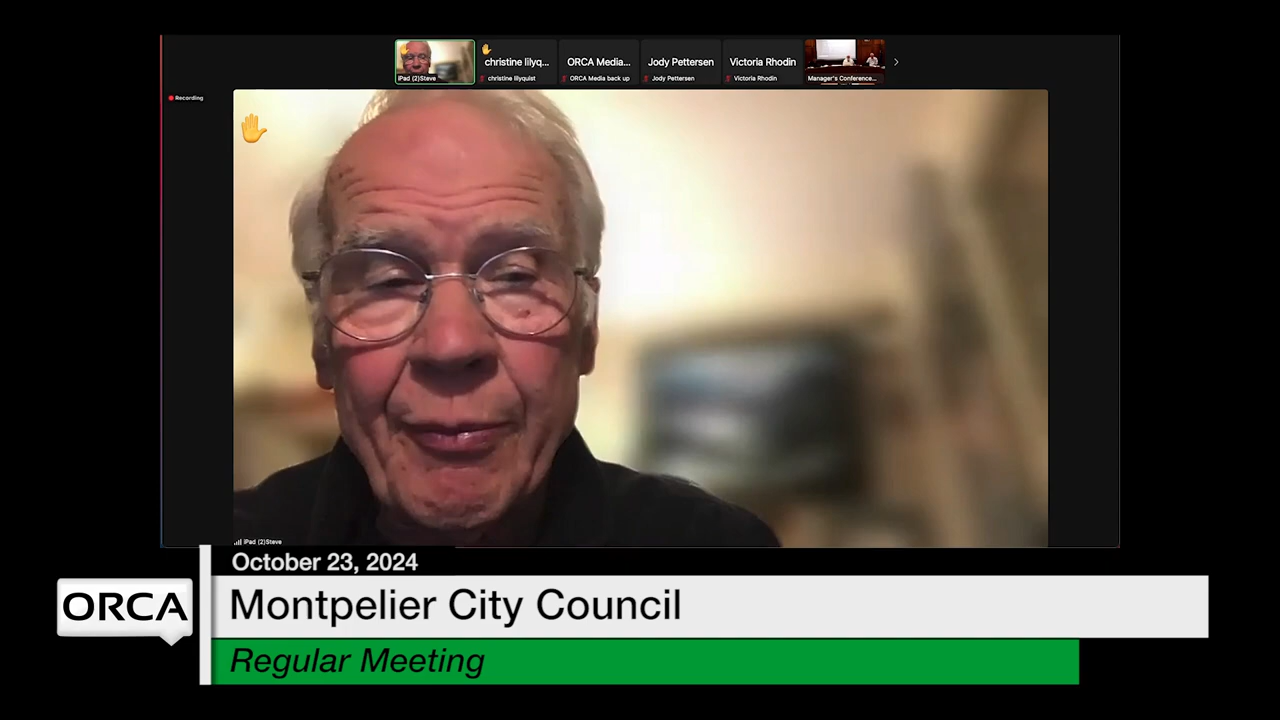 christine lilyq...
ORCA Media...
Jody Pettersen
Victoria Rhodin
iPad (2)Steve
christine lilyquist
ORCA Media back up
Jody Pettersen
Victoria Rhodin
Manager's Conference...
Recording
iPad (2)Steve
October 23, 2024
ORCA
Montpelier City Council
Regular Meeting